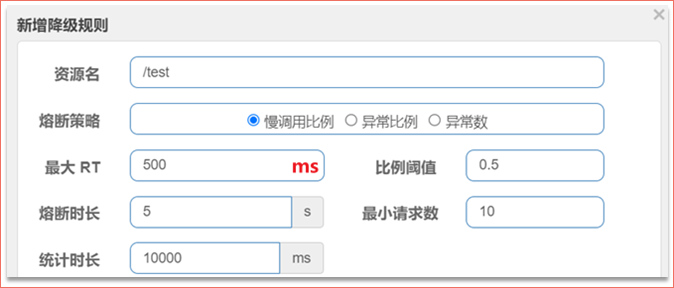 新增降级规则 ×
资源名 /test
熔断策略 慢调用比例 异常比例 异常数
最大 RT 500 ms 比例阈值 0.5
熔断时长 5 s 最小请求数 10
统计时长 10000 ms